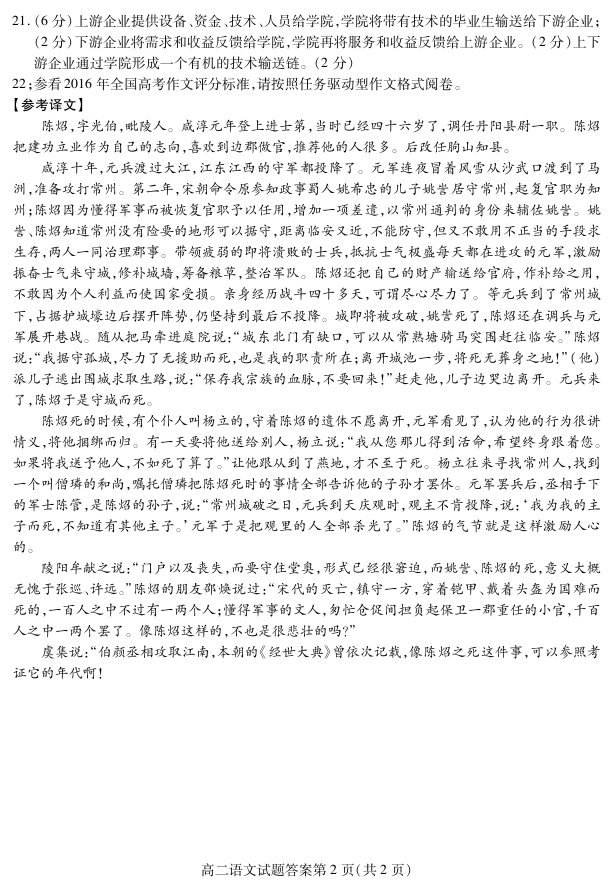 21.(6分)上游企业提供设备、资金、技术、人员给学院,学院将带有技术的毕业生输送给下游企业;
(2分)下游企业将需求和收益反馈给学院,学院再将服务和收益反馈给上游企业。(2分)上下
游企业通过学院形成一个有机的技术输送链。(2分)
22;参看2016年全国高考作文评分标准,请按照任务驱动型作文格式阅卷。
【参考译文】
陈炤,字光伯,毗陵人。咸淳元年登上进士第,当时已经四十六岁了,调任丹阳县尉一职。陈炤
把建功立业作为自己的志向,喜欢到边郡做官,推荐他的人很多。后改任朐山知县。
咸淳十年,元兵渡过大江,江东江西的守军都投降了。元军连夜冒着风雪从沙武口渡到了马
洲,准备攻打常州。第二年,宋朝命令原参知政事蜀人姚希忠的儿子姚訔居守常州,起复官职为知
州;陈炤因为懂得军事而被恢复官职予以任用,增加一项差遣,以常州通判的身份来辅佐姚訔。姚
訔、陈炤知道常州没有险要的地形可以据守,距离临安又近,不能防守,但又不敢用不正当的手段求
生存,两人一同治理郡事。带领疲弱的即将溃败的士兵,抵抗士气极盛每天都在进攻的元军,激励
振奋士气来守城,修补城墙,筹备粮草,整治军队。陈炤还把自己的财产输送给官府,作补给之用,
不敢因为个人利益而使国家受损。亲身经历战斗四十多天,可谓尽心尽力了。等元兵到了常州城
下,占据护城壕边后摆开阵势,仍坚持到最后不投降。城即将被攻破,姚訔死了,陈炤还在调兵与元
军展开巷战。随从把马牵进庭院说:“城东北门有缺口,可以从常熟塘骑马突围赶往临安。”陈炤
说:“我据守孤城,尽力了无援助而死,也是我的职责所在;离开城池一步,将死无葬身之地!”(他)
派儿子逃出围城求取生路,说:“保存我宗族的血脉,不要回来!”赶走他,儿子边哭边离开。元兵来
了,陈炤于是守城而死。
陈炤死的时候,有个仆人叫杨立的,守着陈炤的遗体不愿离开,元军看见了,认为他的行为很讲
情义,将他捆绑而归。有一天要将他送给别人,杨立说:“我从您那儿得到活命,希望终身跟着您。
如果将我送予他人,不如死了算了。”让他跟从到了燕地,才不至于死。杨立往来寻找常州人,找到
一个叫僧璘的和尚,嘱托僧璘把陈炤死时的事情全部告诉他的子孙才罢休。元军罢兵后,丞相手下
的军士陈管,是陈炤的孙子,说:“常州城破之日,元兵到天庆观时,观主不肯投降,说:‘我为我的主
子而死,不知道有其他主子。’元军于是把观里的人全部杀光了。”陈炤的气节就是这样激励人心
的。
陵阳牟献之说:“门户以及丧失,而要守住堂奥,形式已经很窘迫,而姚訔、陈炤的死,意义大概
无愧于张巡、许远。”陈炤的朋友邵焕说过:“宋代的灭亡,镇守一方,穿着铠甲、戴着头盔为国难而
死的,一百人之中不过有一两个人;懂得军事的文人,匆忙仓促间担负起保卫一郡重任的小官,千百
人之中一两个罢了。像陈炤这样的,不也是很悲壮的吗?”
虞集说:“伯颜丞相攻取江南,本朝的《经世大典》曾依次记载,像陈炤之死这件事,可以参照考
证它的年代啊!
高二语文试题答案第2页(共2页)